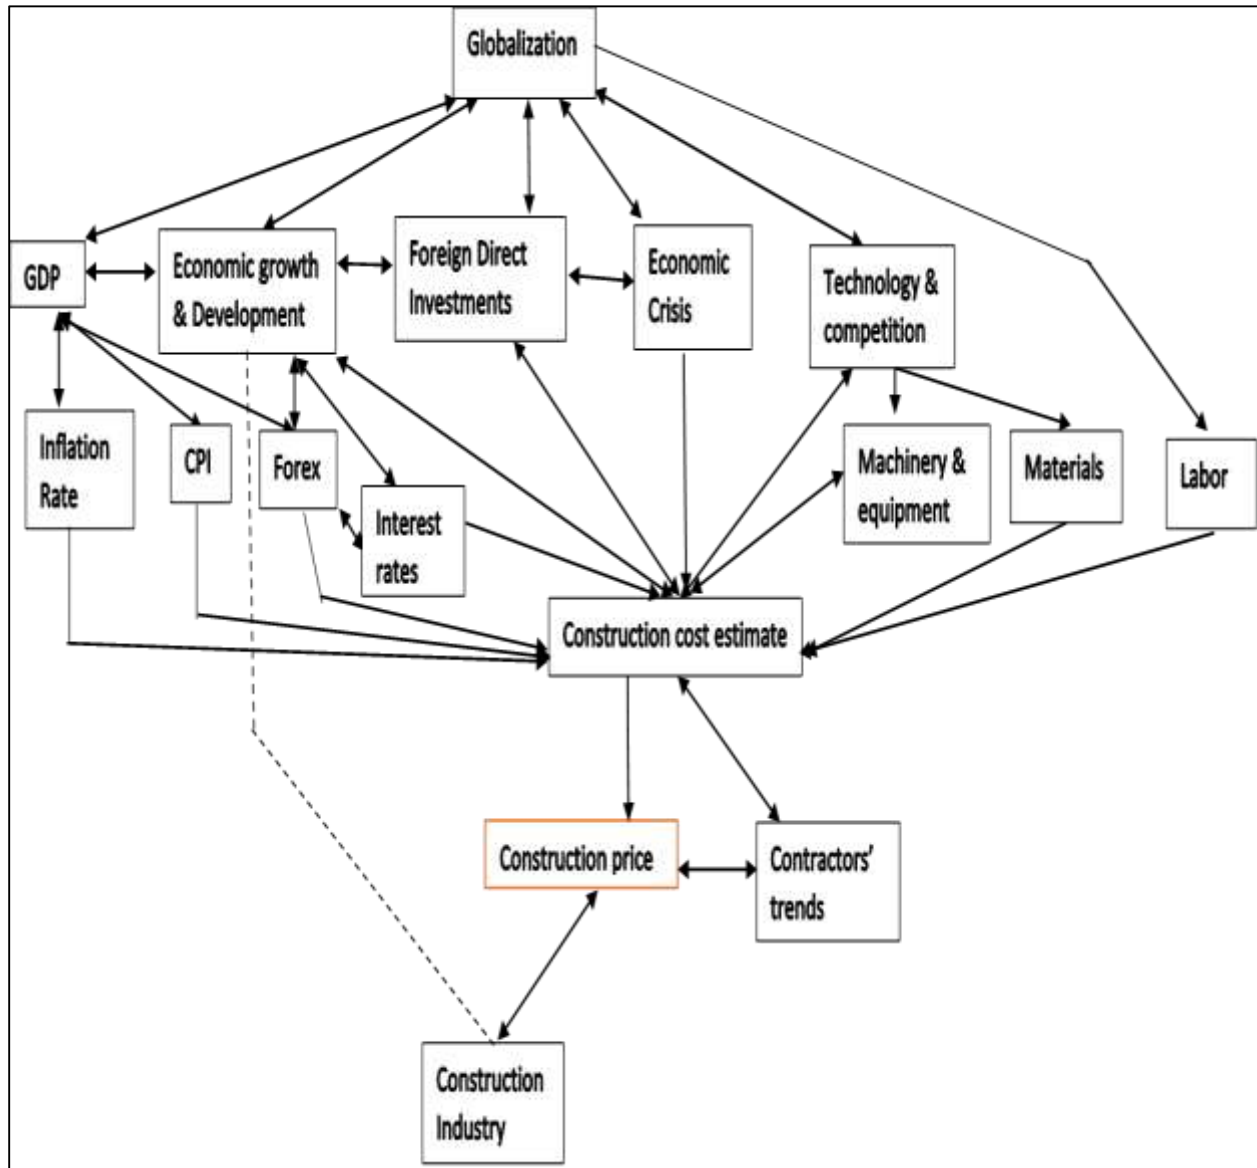 Globalization
GDP
Economic growth
& Development
Foreign Direct
Investments
Economic
Crisis
Technology &
competition
Inflation
Rate
CPI
Forex
Interest
rates
Machinery &
equipment
Materials
Labor
Construction cost estimate
Construction price
Contractors’
trends
Construction
Industry